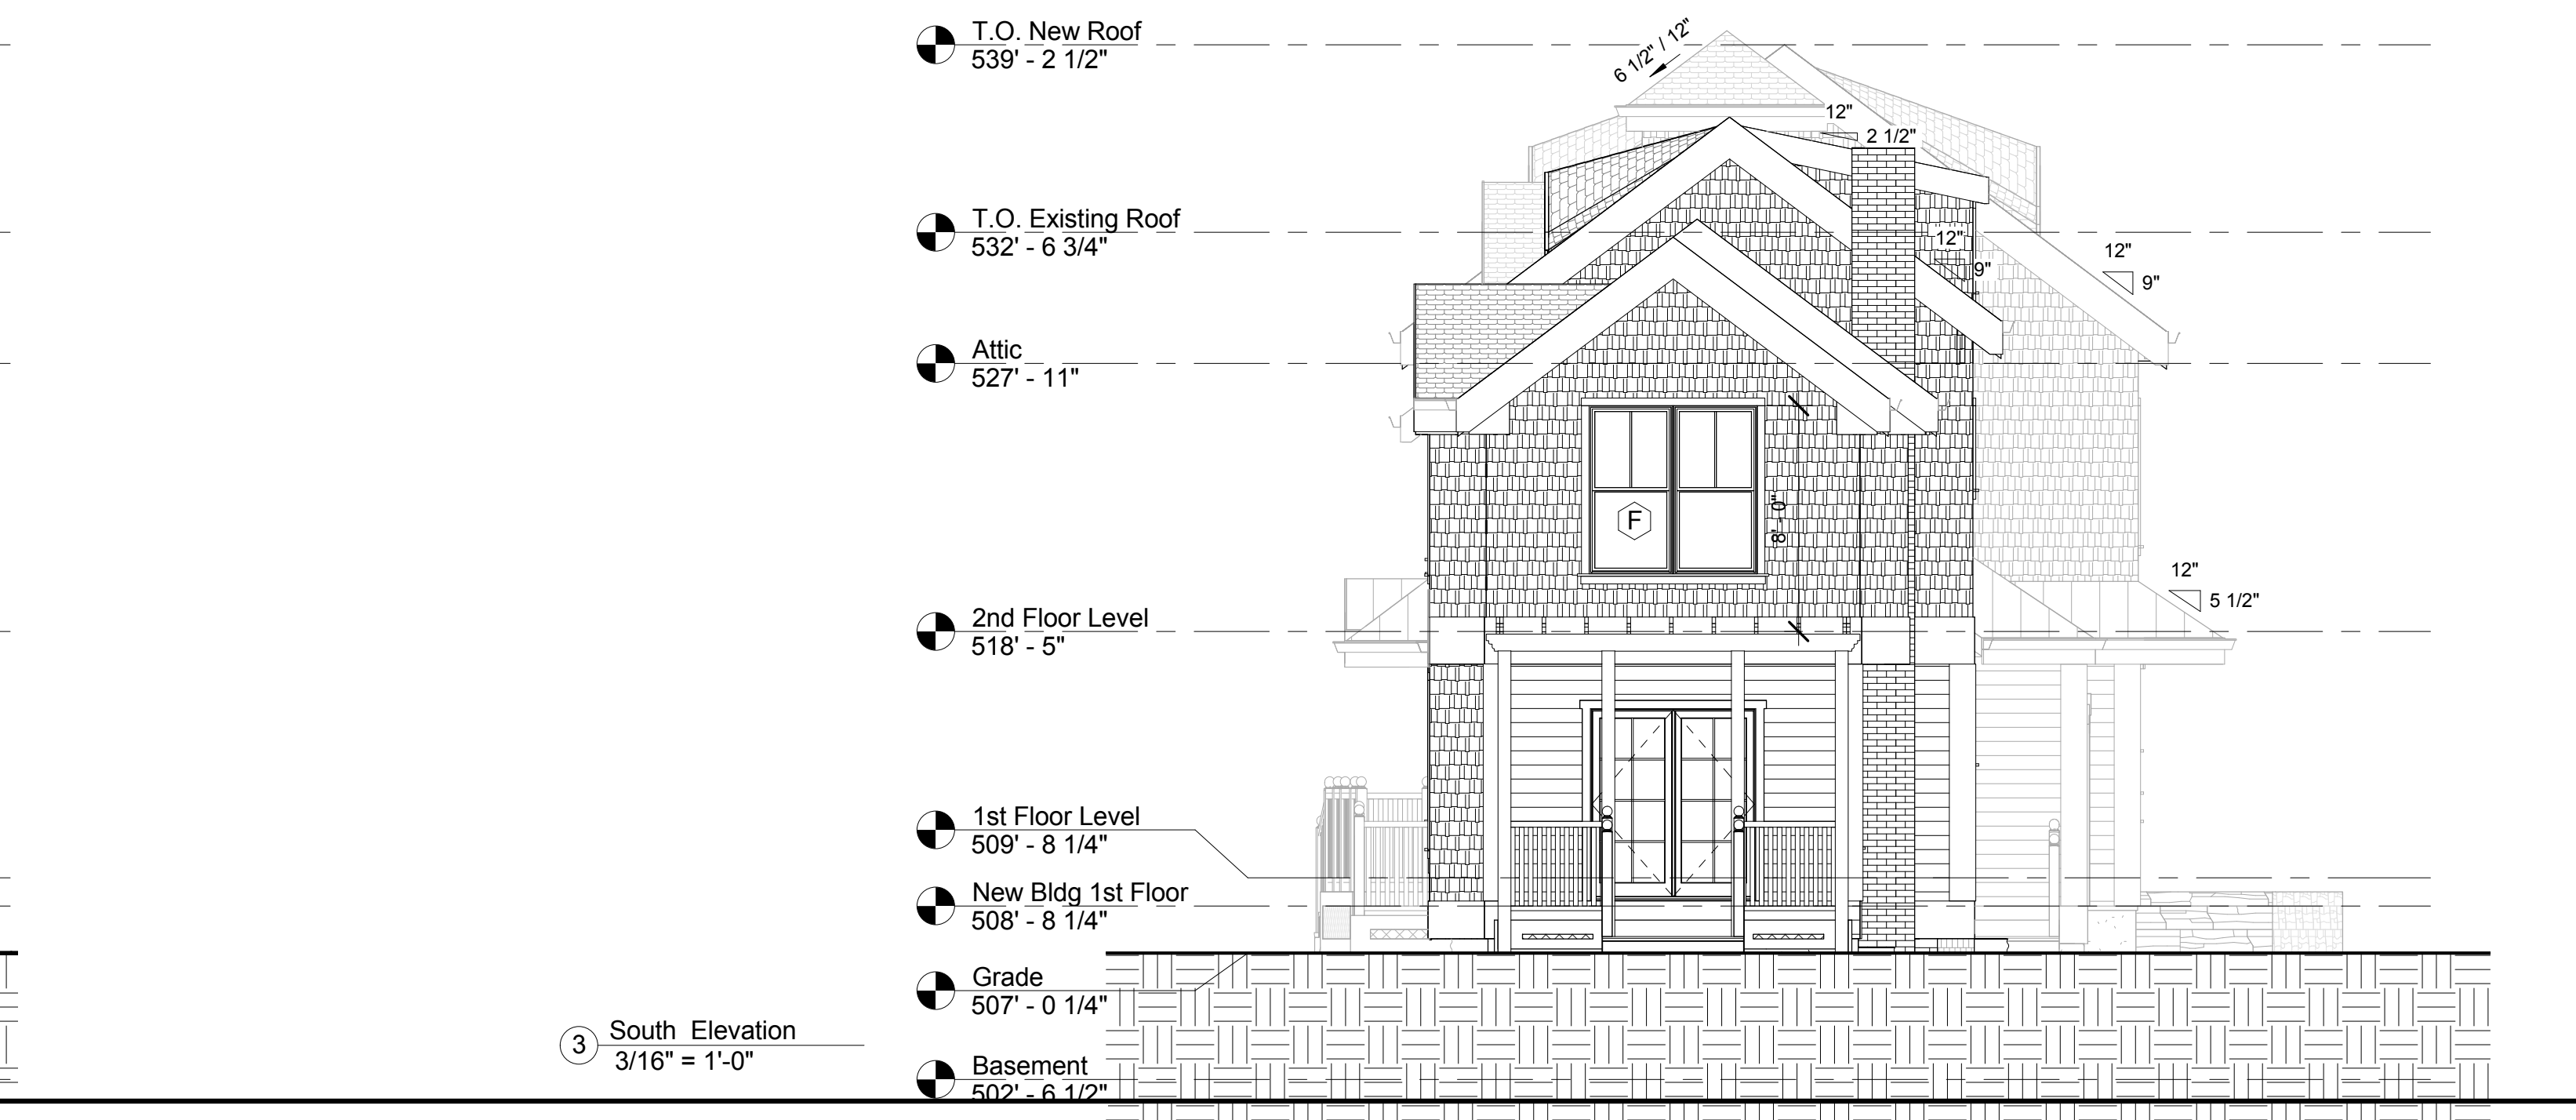 T.O. New Roof
539' - 2 1/2"
6 1/2" / 12"
12"
2 1/2"
T.O. Existing Roof
532' - 6 3/4"
12"
9"
12"
9"
Attic
527' - 11"
F
8' - 0"
12"
5 1/2"
2nd Floor Level
518' - 5"
1st Floor Level
509' - 8 1/4"
New Bldg 1st Floor
508' - 8 1/4"
Grade
507' - 0 1/4"
3
South Elevation
3/16" = 1'-0"
Basement
502' - 6 1/2"